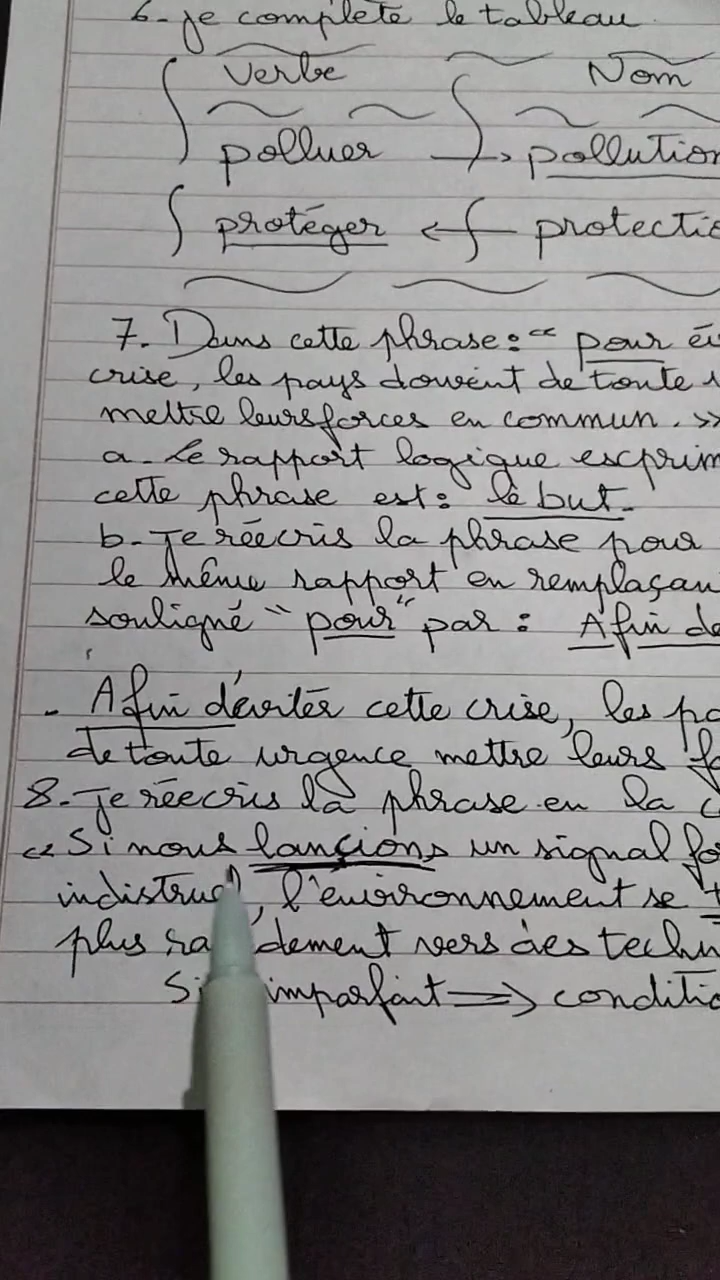 6- je complète le tableau
Verbe Nom
polluer → pollution
protéger ← protectio
7. Dans cette phrase: " pour év
crise, les pays doivent de toute
mettre leurs forces en commun. >>
a- Le rapport logique exprim
cette phrase est: le but.
b- Je réécris la phrase pour
le même rapport en remplaçan
souligné "pour" par : Afin de
- Afin d'éviter cette crise, les pa
de toute urgence mettre leurs fo
8- Je réécris la phrase en la c
<< Si nous lancions un signal fo
l'environnement se t
plus vers des techn
Si imparfait ⇒ conditio